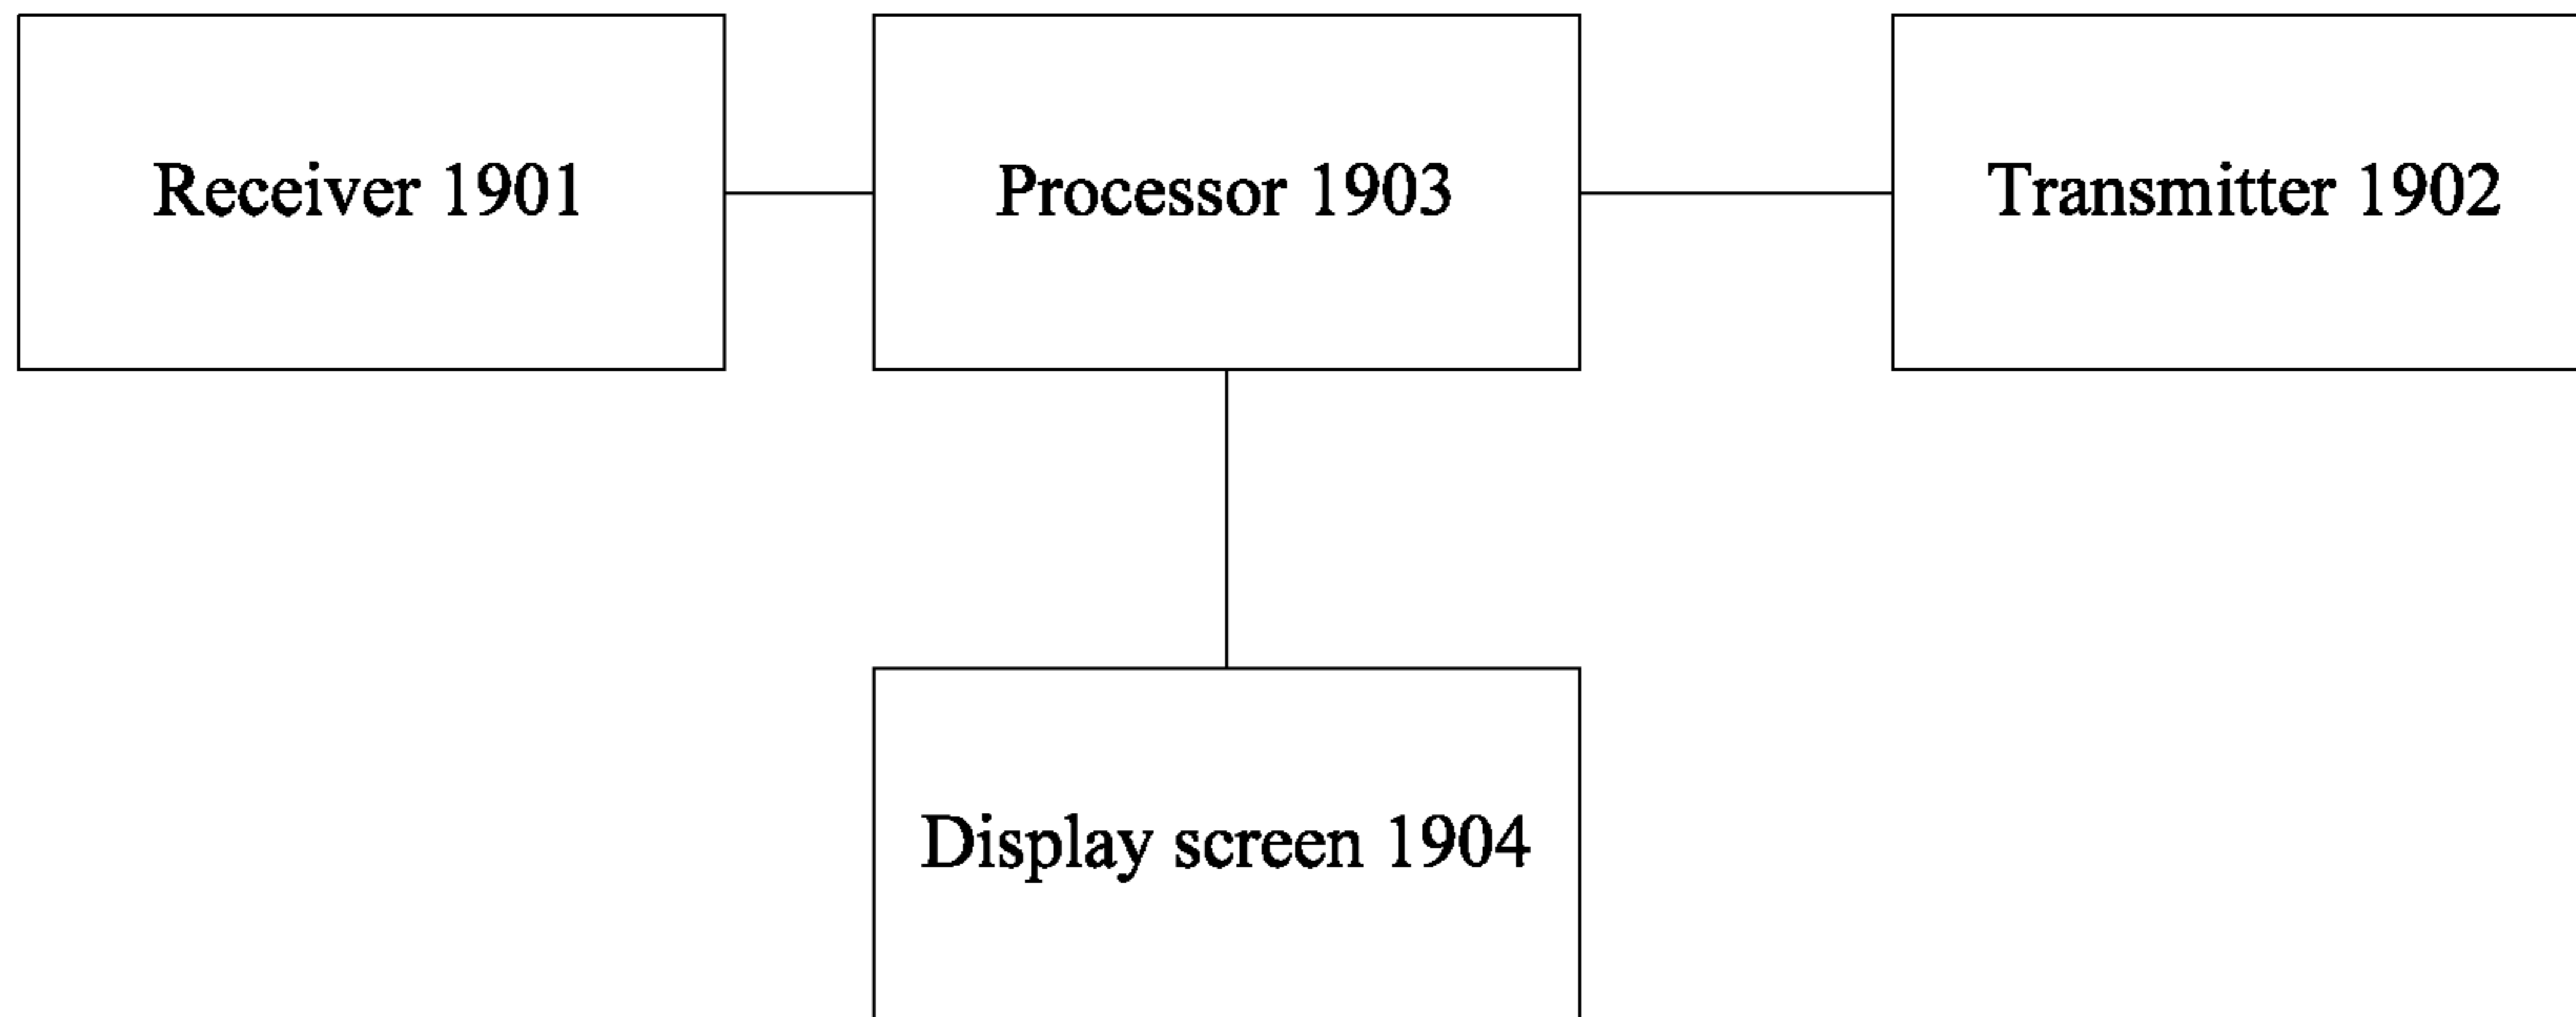 Receiver 1901
Processor 1903
Transmitter 1902
Display screen 1904